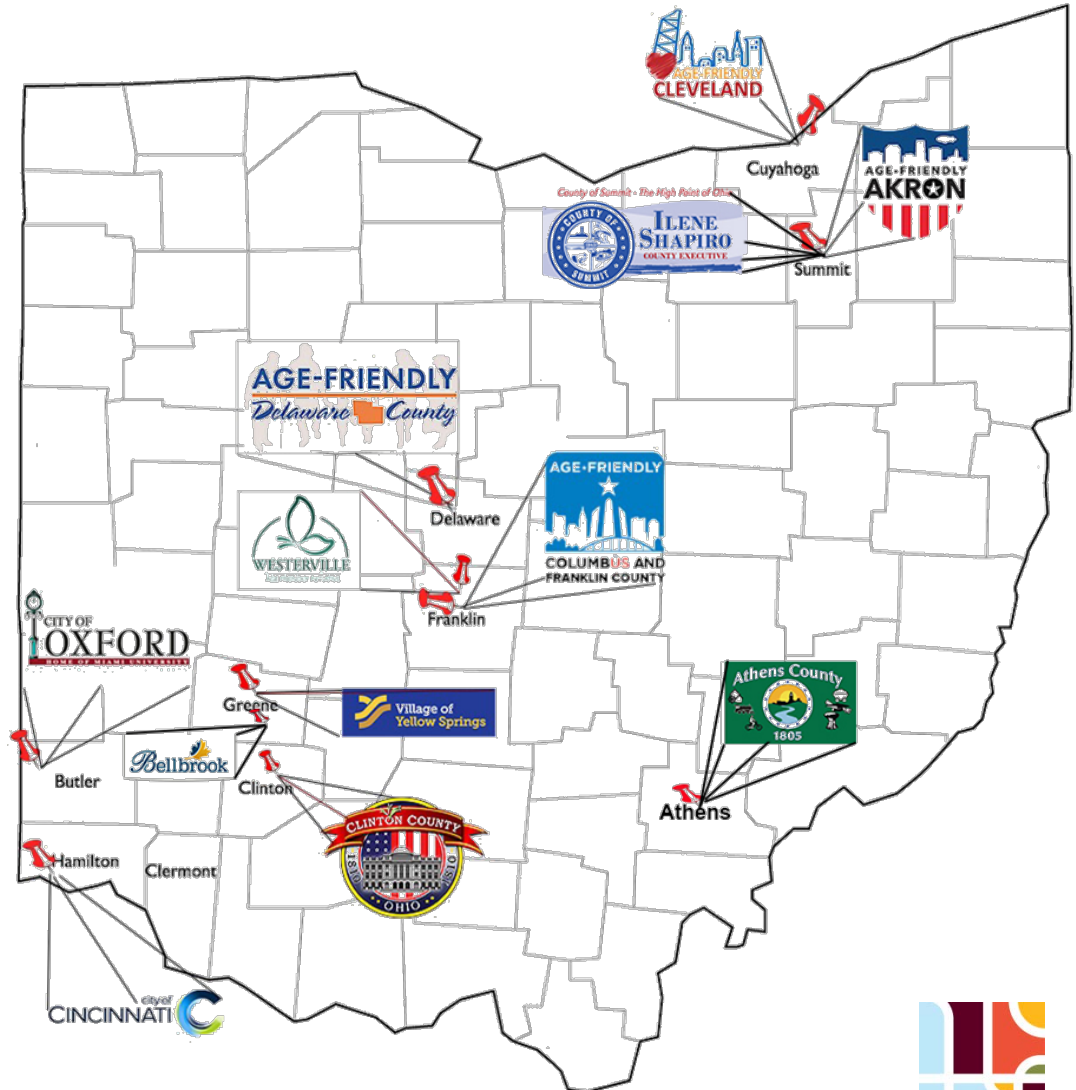 AGE-FRIENDLY
CLEVELAND
Cuyahoga
AGE-FRIENDLY
AKRON
County of Summit - The High Point of Ohio
COUNTY OF
SUMMIT
ILENE
SHAPIRO
COUNTY EXECUTIVE
Summit
AGE-FRIENDLY
Delaware County
Delaware
WESTERVILLE
AGE-FRIENDLY
COLUMBUS AND
FRANKLIN COUNTY
Franklin
CITY OF
OXFORD
HOME OF MIAMI UNIVERSITY
Greene
Village of
Yellow Springs
Athens County
1805
Bellbrook
Butler
Clinton
Athens
CLINTON COUNTY
1810
1810
OHIO
Hamilton
Clermont
city of
CINCINNATI